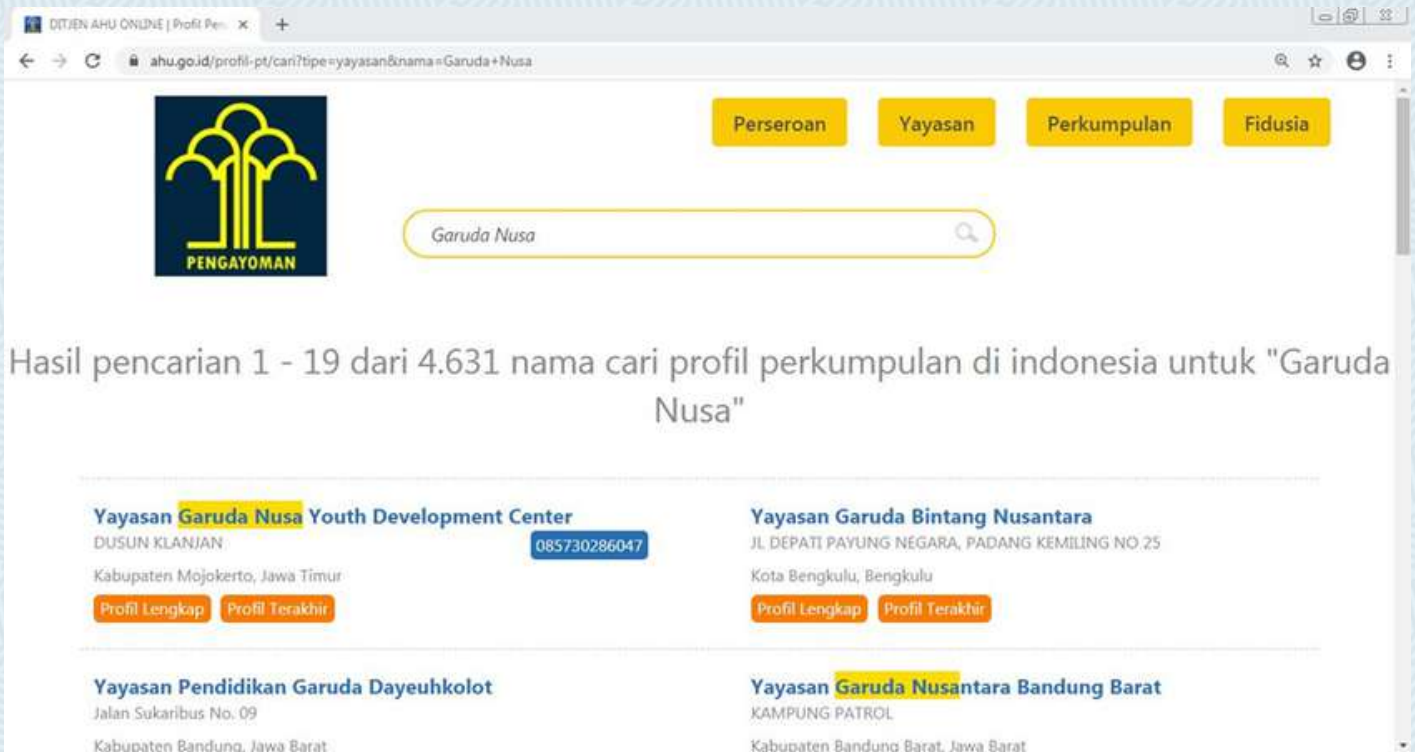 DITJEN AHU ONLINE | Profil Pen
ahu.go.id/profil-pt/cari?tipe=yayasan&nama=Garuda+Nusa
Perseroan
Yayasan
Perkumpulan
Fidusia
PENGAYOMAN
Garuda Nusa
Hasil pencarian 1 - 19 dari 4.631 nama cari profil perkumpulan di indonesia untuk "Garuda
Nusa"
Yayasan Garuda Nusa Youth Development Center
DUSUN KLANJAN
085730286047
Kabupaten Mojokerto, Jawa Timur
Profil Lengkap
Profil Terakhir
Yayasan Garuda Bintang Nusantara
JL DEPATI PAYUNG NEGARA, PADANG KEMILING NO 25
Kota Bengkulu, Bengkulu
Profil Lengkap
Profil Terakhir
Yayasan Pendidikan Garuda Dayeuhkolot
Jalan Sukaribus No. 09
Kabupaten Bandung, Jawa Barat
Yayasan Garuda Nusantara Bandung Barat
KAMPUNG PATROL
Kabupaten Bandung Barat, Jawa Barat